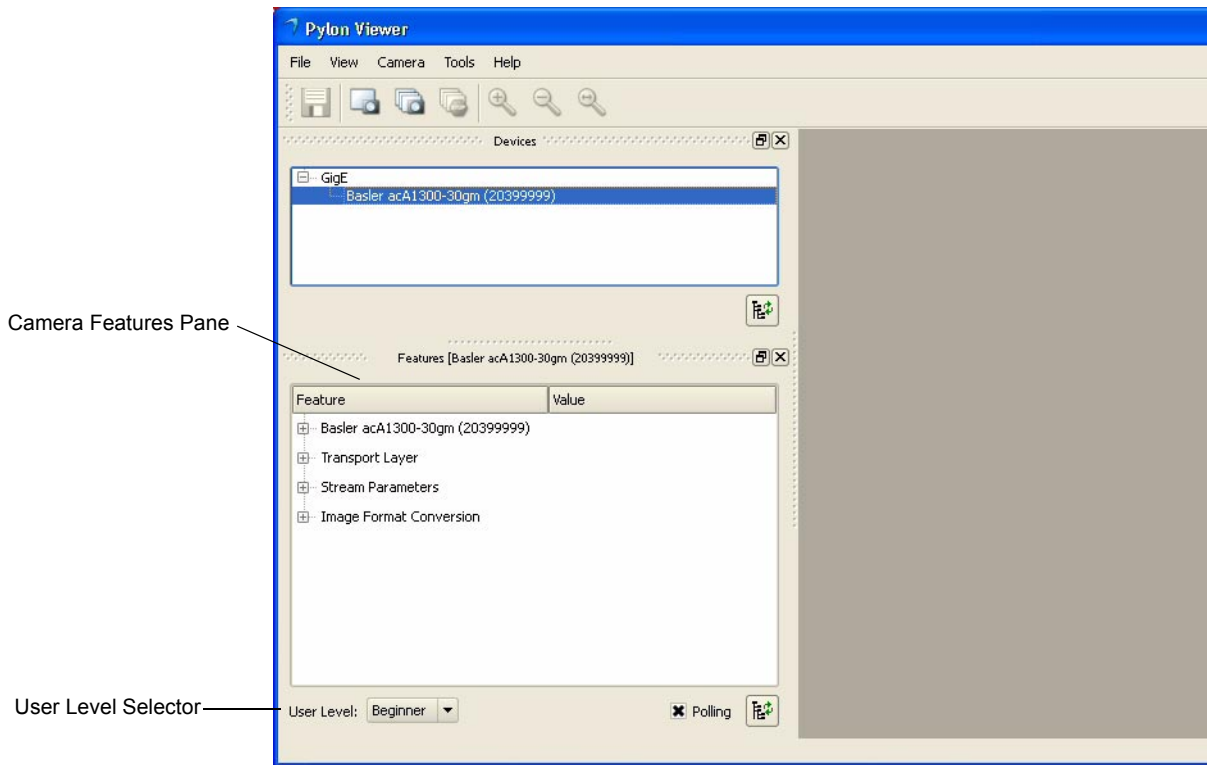 Pylon Viewer
File View Camera Tools Help
Devices
GigE
Basler acA1300-30gm (20399999)
Camera Features Pane
Features [Basler acA1300-30gm (20399999)]
Feature Value
Basler acA1300-30gm (20399999)
Transport Layer
Stream Parameters
Image Format Conversion
User Level Selector
User Level: Beginner Polling